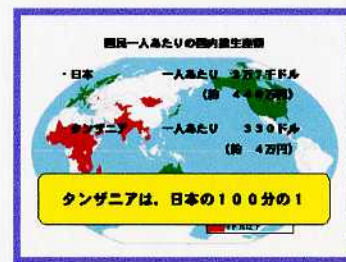 国民一人あたりの国内総生産額
・日本 一人あたり 3万7千ドル
(約 440万円)
・タンザニア 一人あたり 330ドル
(約 4万円)
タンザニアは、日本の100分の1